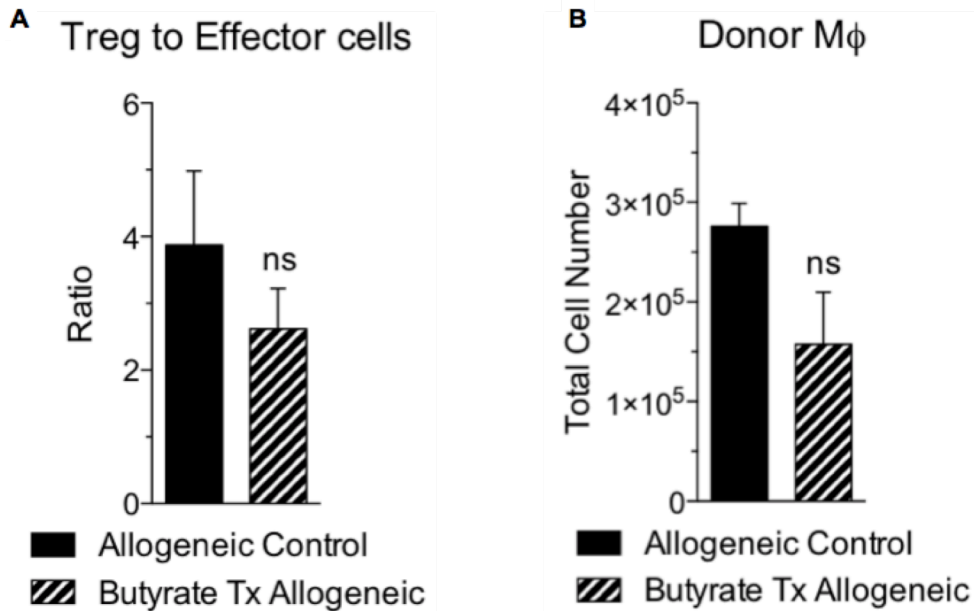 A
Treg to Effector cells
6
4
2
0
Ratio
ns
Allogeneic Control
Butyrate Tx Allogeneic
B
Donor Mϕ
4×10⁵
3×10⁵
2×10⁵
1×10⁵
0
Total Cell Number
ns
Allogeneic Control
Butyrate Tx Allogeneic